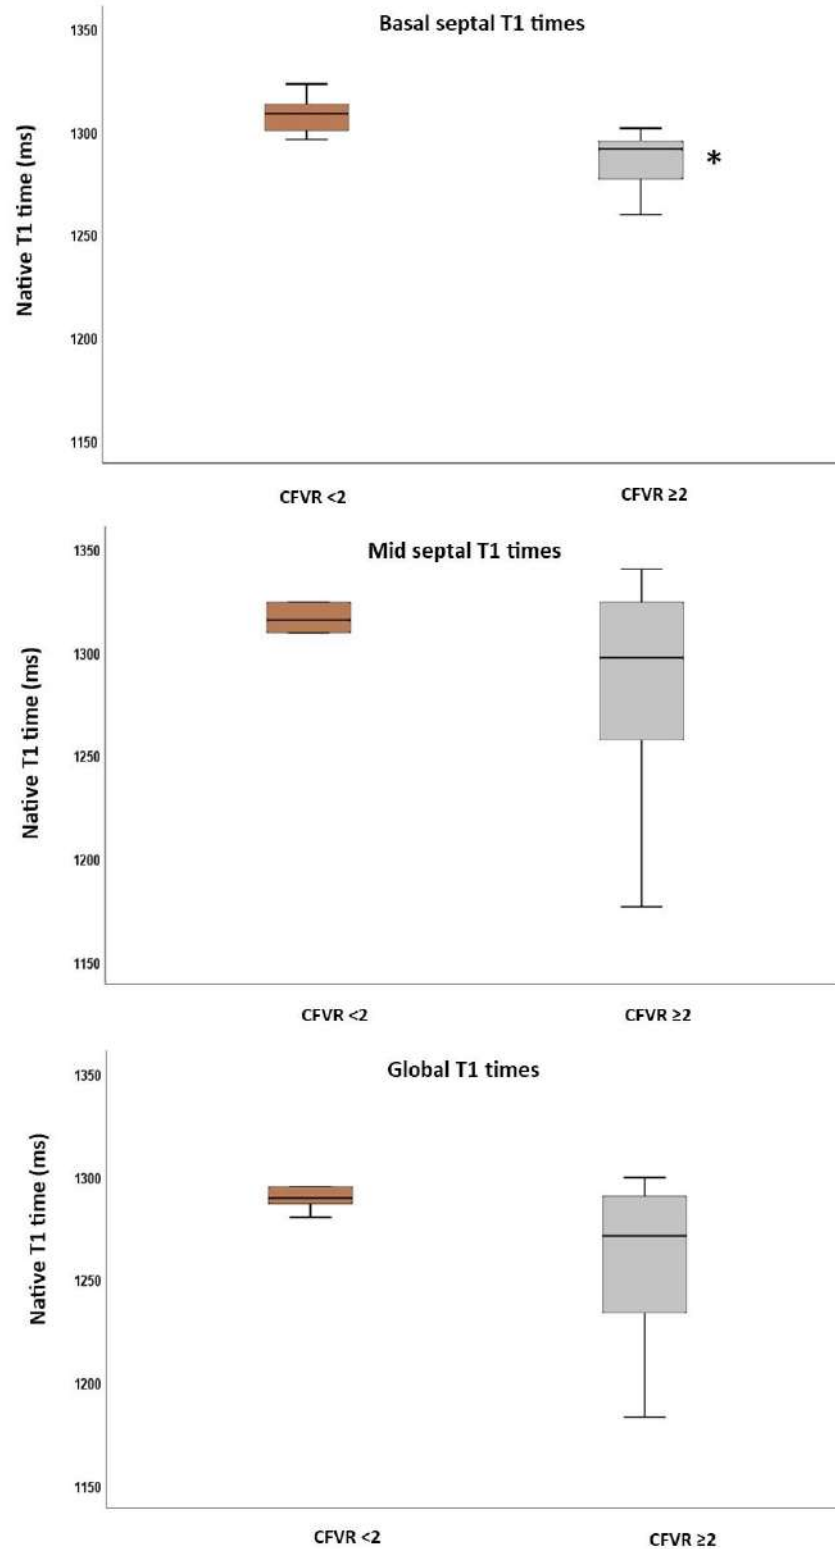 Basal septal T1 times
Native T1 time (ms)
1350
1300
1250
1200
1150
*
CFVR <2
CFVR ≥2
Mid septal T1 times
Native T1 time (ms)
1350
1300
1250
1200
1150
CFVR <2
CFVR ≥2
Global T1 times
Native T1 time (ms)
1350
1300
1250
1200
1150
CFVR <2
CFVR ≥2